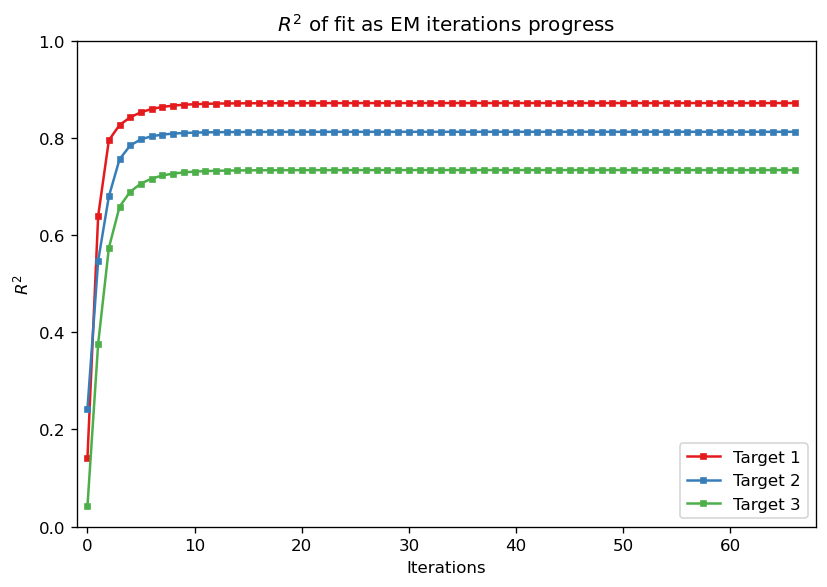 R² of fit as EM iterations progress
R²
1.0
0.8
0.6
0.4
0.2
0.0
0 10 20 30 40 50 60
Iterations
Target 1
Target 2
Target 3